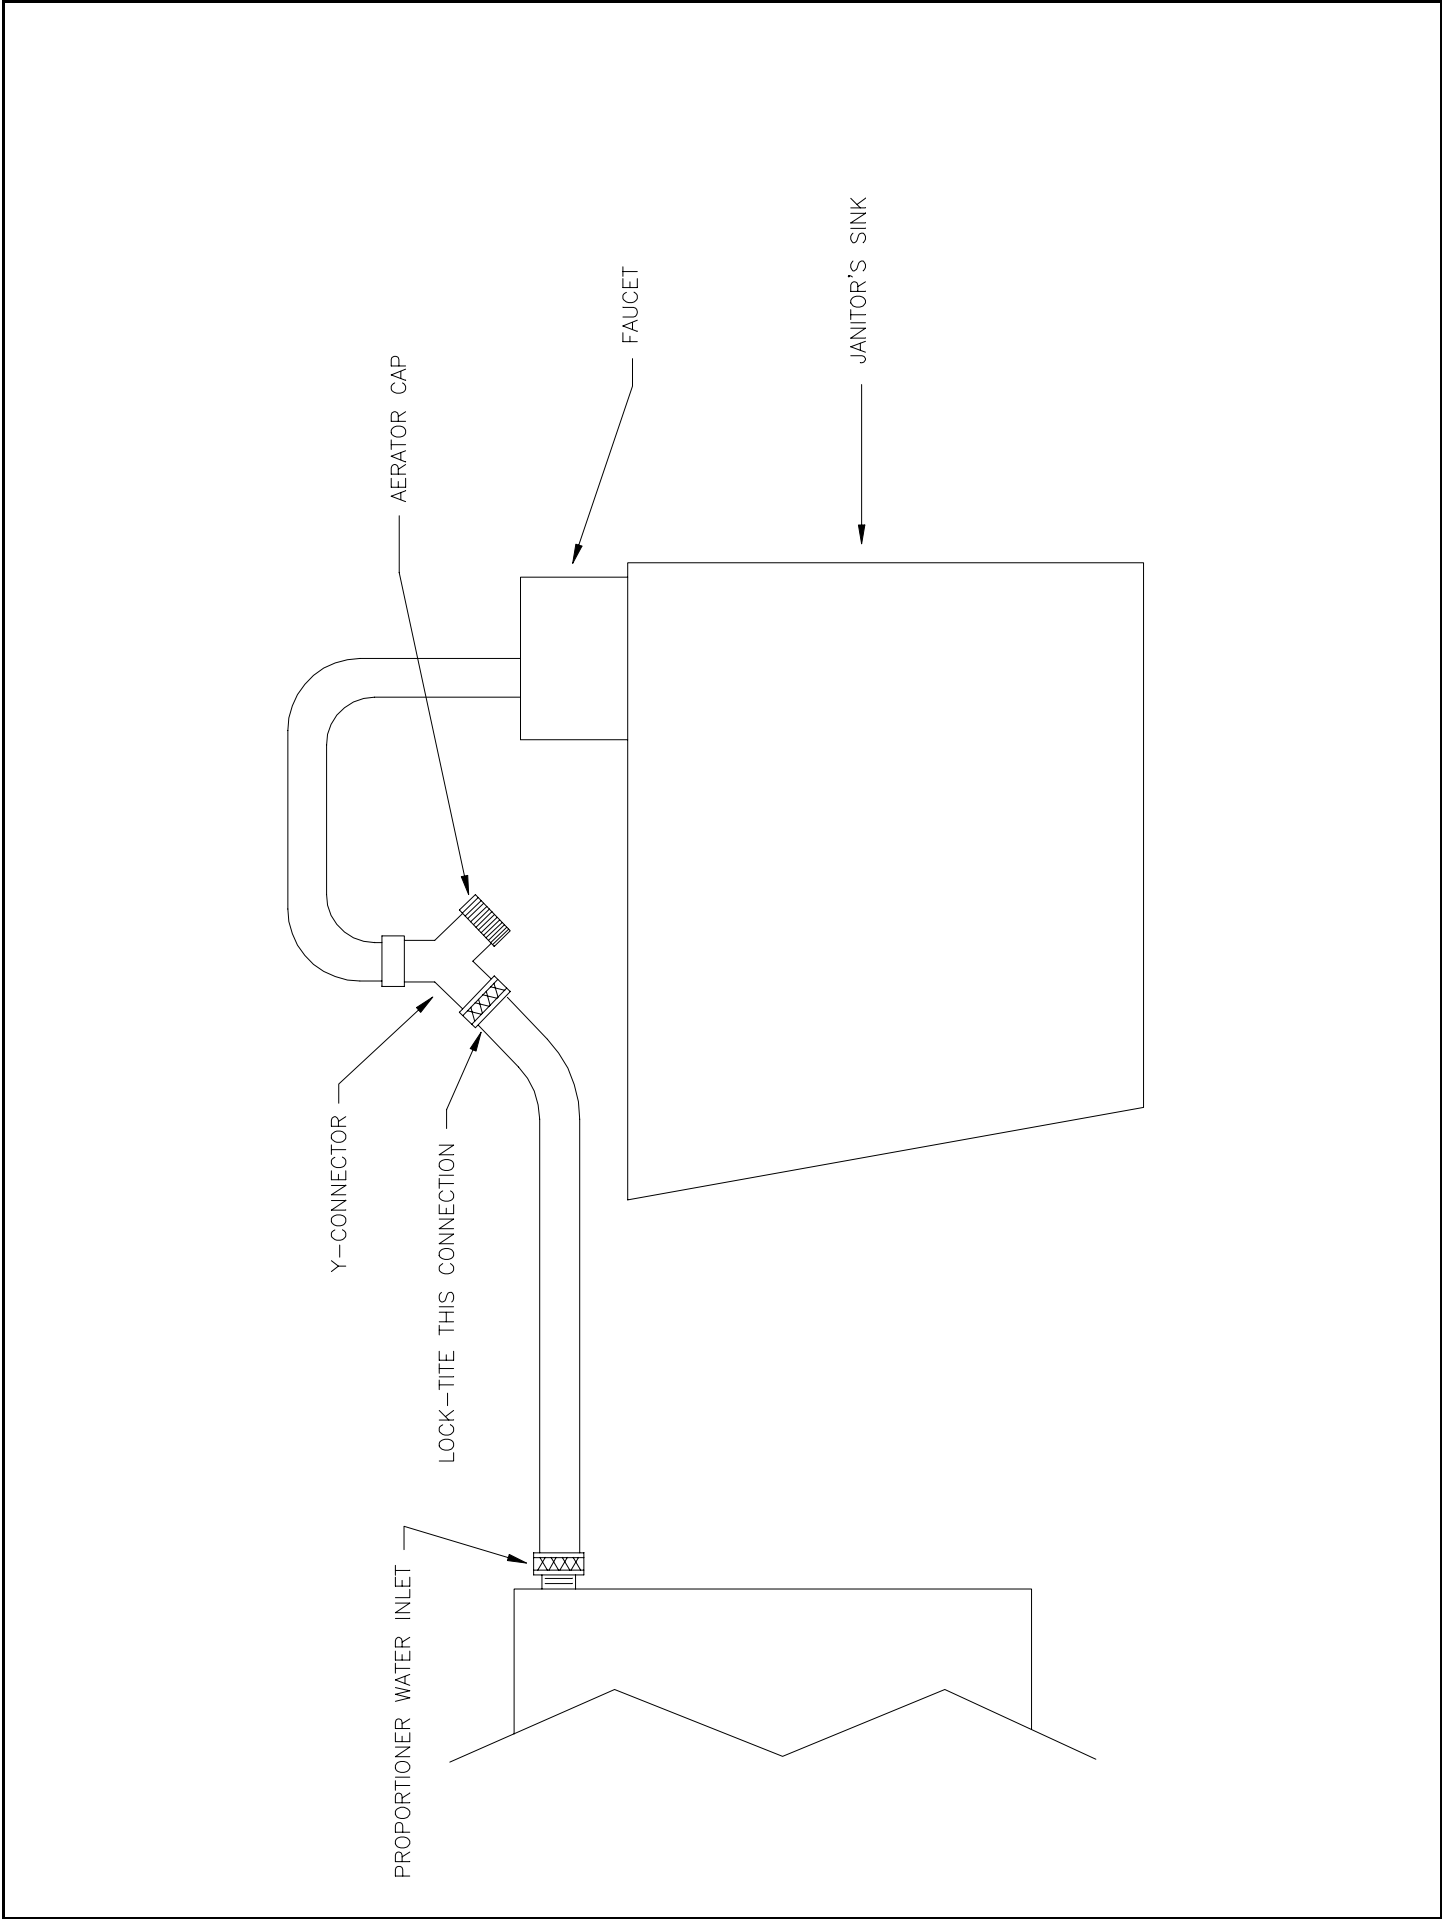 PROPORTIONER WATER INLET
LOCK-TITE THIS CONNECTION
Y-CONNECTOR
AERATOR CAP
FAUCET
JANITOR'S SINK